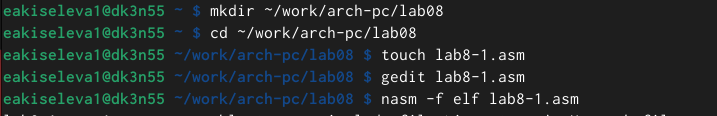 eakiseleva1@dk3n55 ~ $ mkdir ~/work/arch-pc/lab08
eakiseleva1@dk3n55 ~ $ cd ~/work/arch-pc/lab08
eakiseleva1@dk3n55 ~/work/arch-pc/lab08 $ touch lab8-1.asm
eakiseleva1@dk3n55 ~/work/arch-pc/lab08 $ gedit lab8-1.asm
eakiseleva1@dk3n55 ~/work/arch-pc/lab08 $ nasm -f elf lab8-1.asm